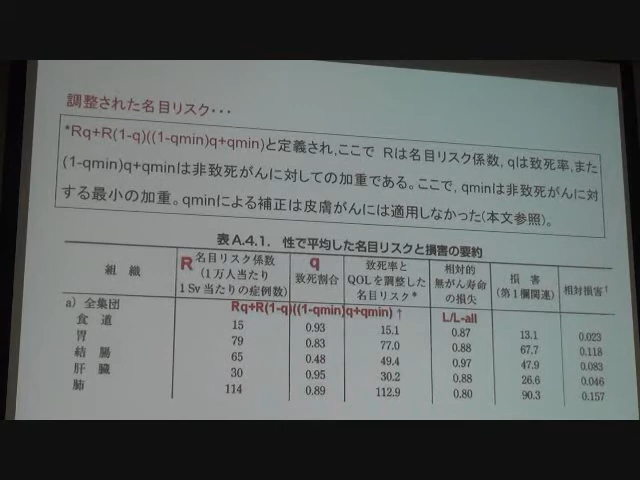 調整された名目リスク・・・
*Rq+R(1-q)((1-qmin)q+qmin)と定義され,ここで Rは名目リスク係数, qは致死率,また
(1-qmin)q+qminは非致死がんに対しての加重である。ここで, qminは非致死がんに対
する最小の加重。qminによる補正は皮膚がんには適用しなかった(本文参照)。
表 A.4.1. 性で平均した名目リスクと損害の要約
組織 R 名目リスク係数 (1万人当たり 1 Sv 当たりの症例数) q 致死割合 致死率と QOLを調整した 名目リスク* 相対的 無がん寿命 の損失 損害 (第1欄関連) 相対損害†
a) 全集団 Rq+R(1-q)((1-qmin)q+qmin) ↑ L/L-all
食道 15 0.93 15.1 0.87 13.1 0.023
胃 79 0.83 77.0 0.88 67.7 0.118
結腸 65 0.48 49.4 0.97 47.9 0.083
肝臓 30 0.95 30.2 0.88 26.6 0.046
肺 114 0.89 112.9 0.80 90.3 0.157